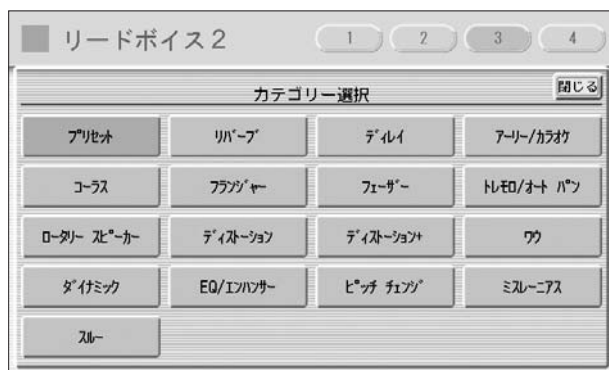 リードボイス2 1 2 3 4
カテゴリー選択 閉じる
プリセット リバーブ ディレイ アーリー/カラオケ
コーラス フランジャー フェーザー トレモロ/オート パン
ロータリー スピーカー ディストーション ディストーション+ ワウ
ダイナミック EQ/エンハンサー ピッチ チェンジ ミスレーニアス
スルー